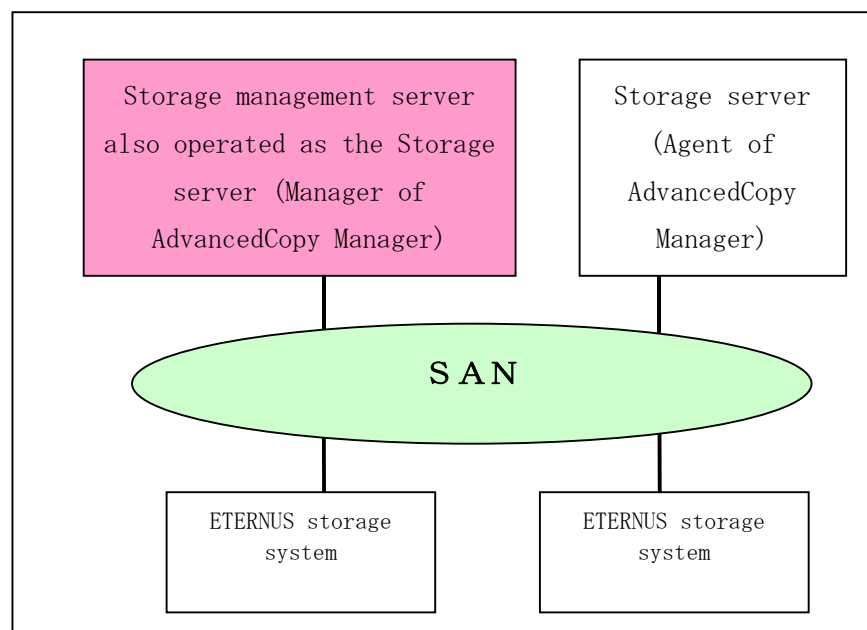 Storage management server
also operated as the Storage
server (Manager of
AdvancedCopy Manager)
Storage server
(Agent of
AdvancedCopy
Manager)
SAN
ETERNUS storage
system
ETERNUS storage
system